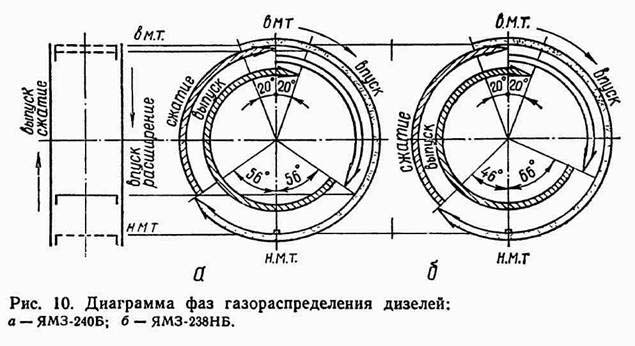 в м.т.
н м т
выпуск
сжатие
впуск
расширение
в м т
впуск
сжатие
выпуск
20° 20°
56° 56°
н.м.т.
а
в.м.т.
впуск
сжатие
выпуск
20° 20°
46° 66°
н.м.т
б
Рис. 10. Диаграмма фаз газораспределения дизелей:
а — ЯМЗ-240Б; б — ЯМЗ-238НБ.